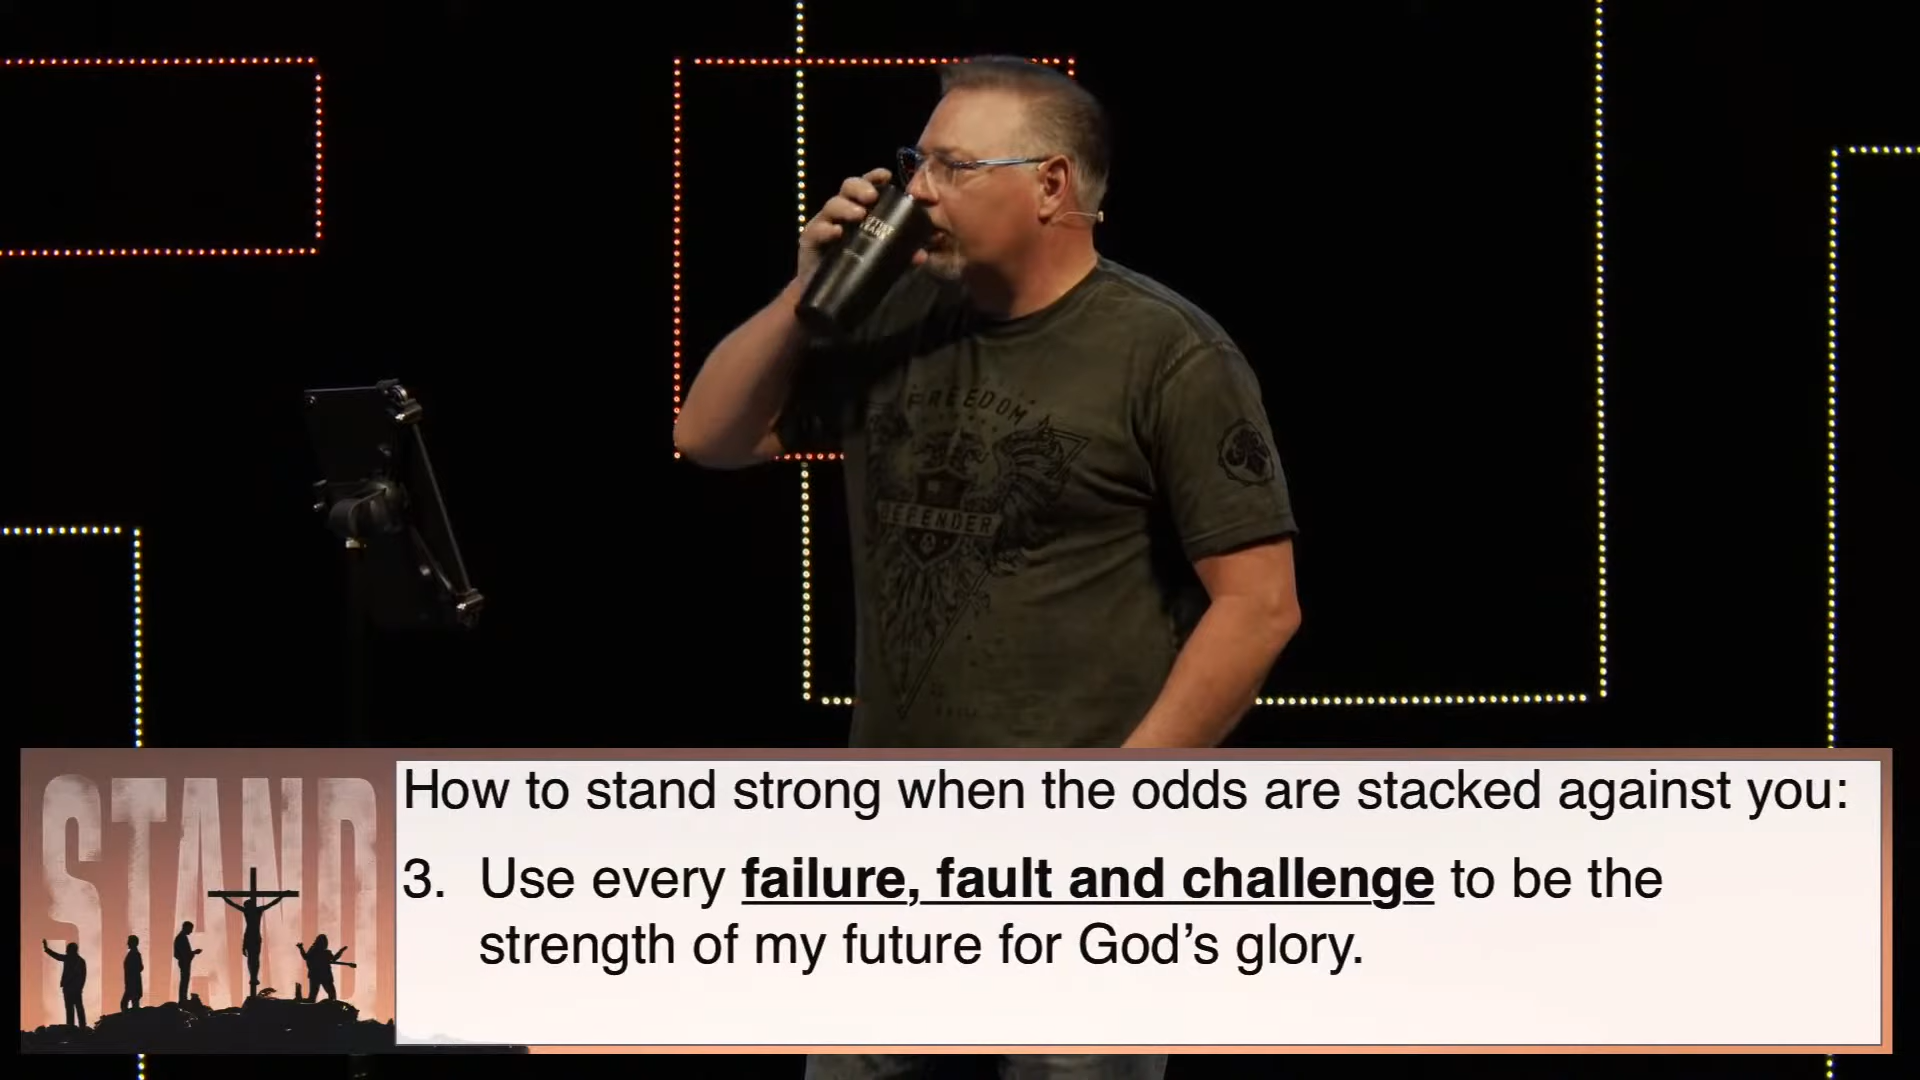 FREEDOM
DEFENDER
STAND
How to stand strong when the odds are stacked against you:
3. Use every failure, fault and challenge to be the
strength of my future for God’s glory.